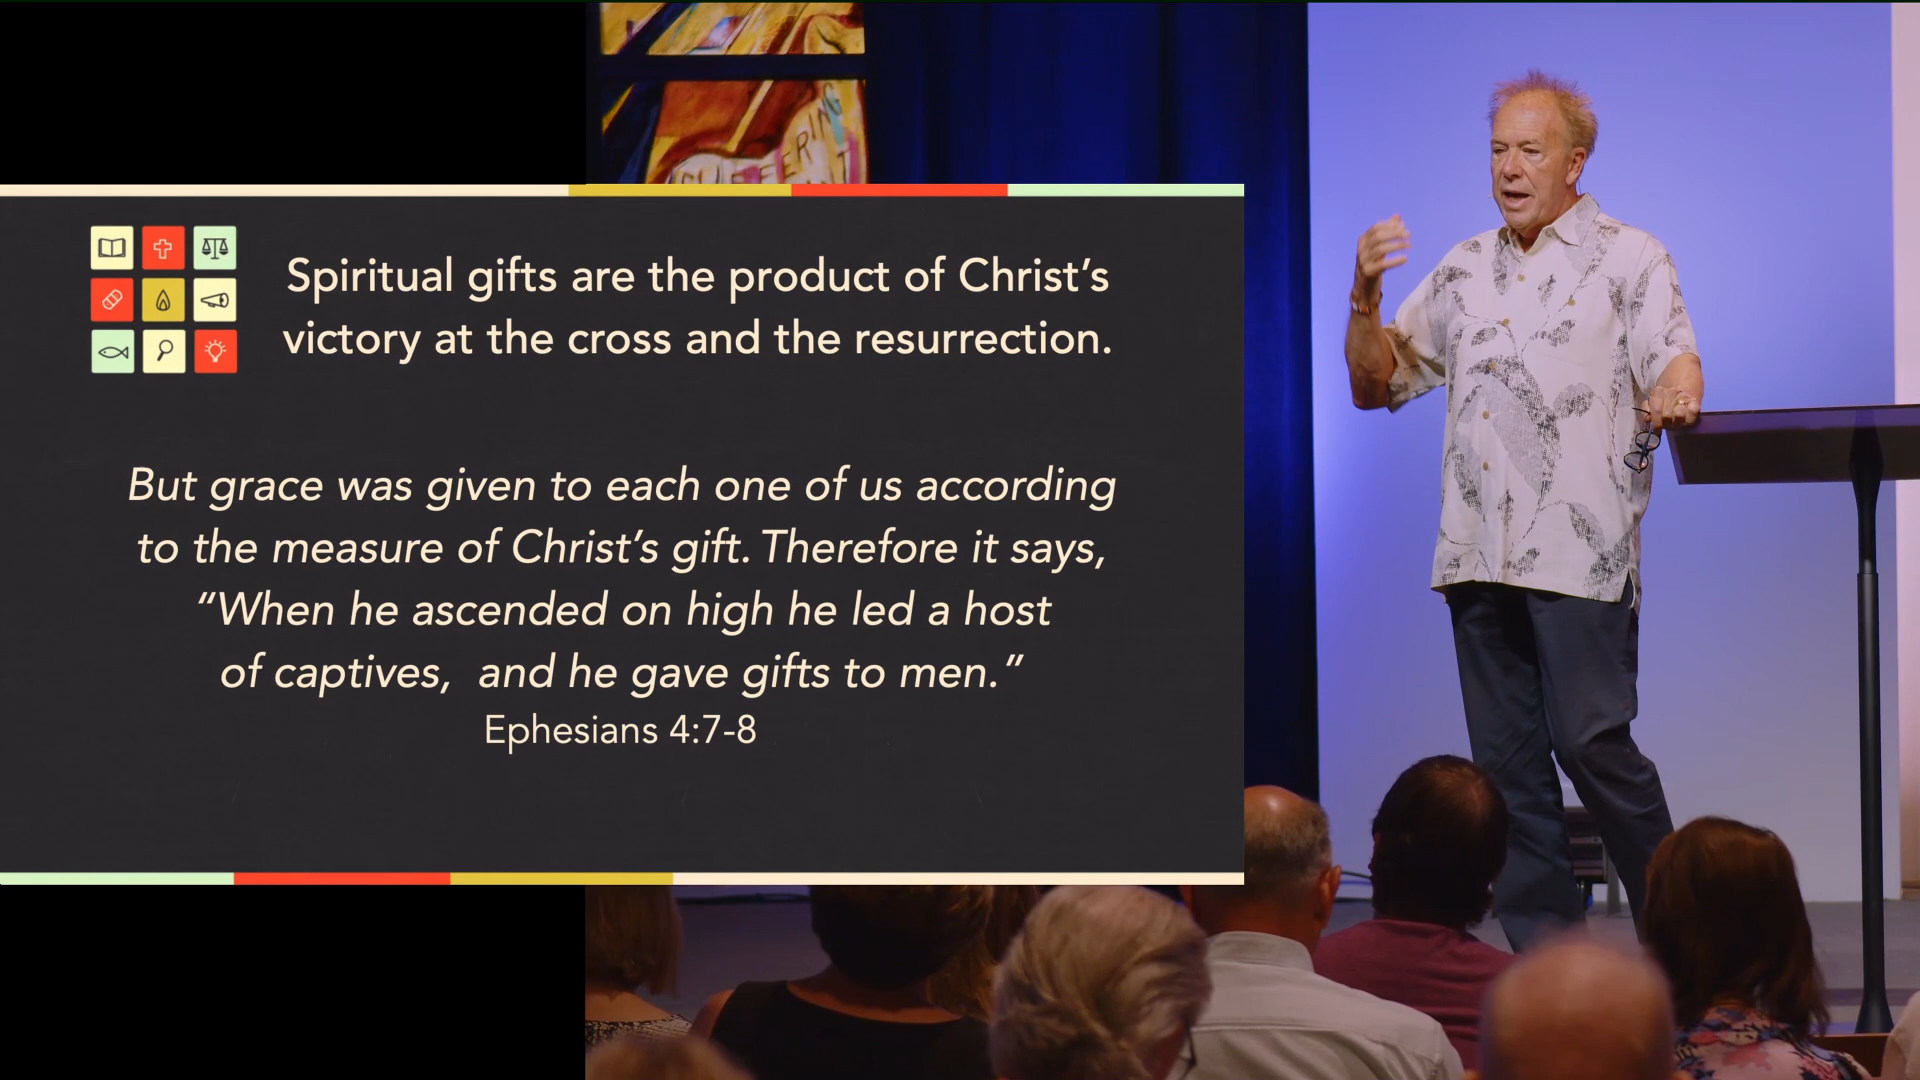 SUFFERING
Spiritual gifts are the product of Christ’s
victory at the cross and the resurrection.
But grace was given to each one of us according
to the measure of Christ’s gift. Therefore it says,
“When he ascended on high he led a host
of captives,  and he gave gifts to men.”
Ephesians 4:7-8